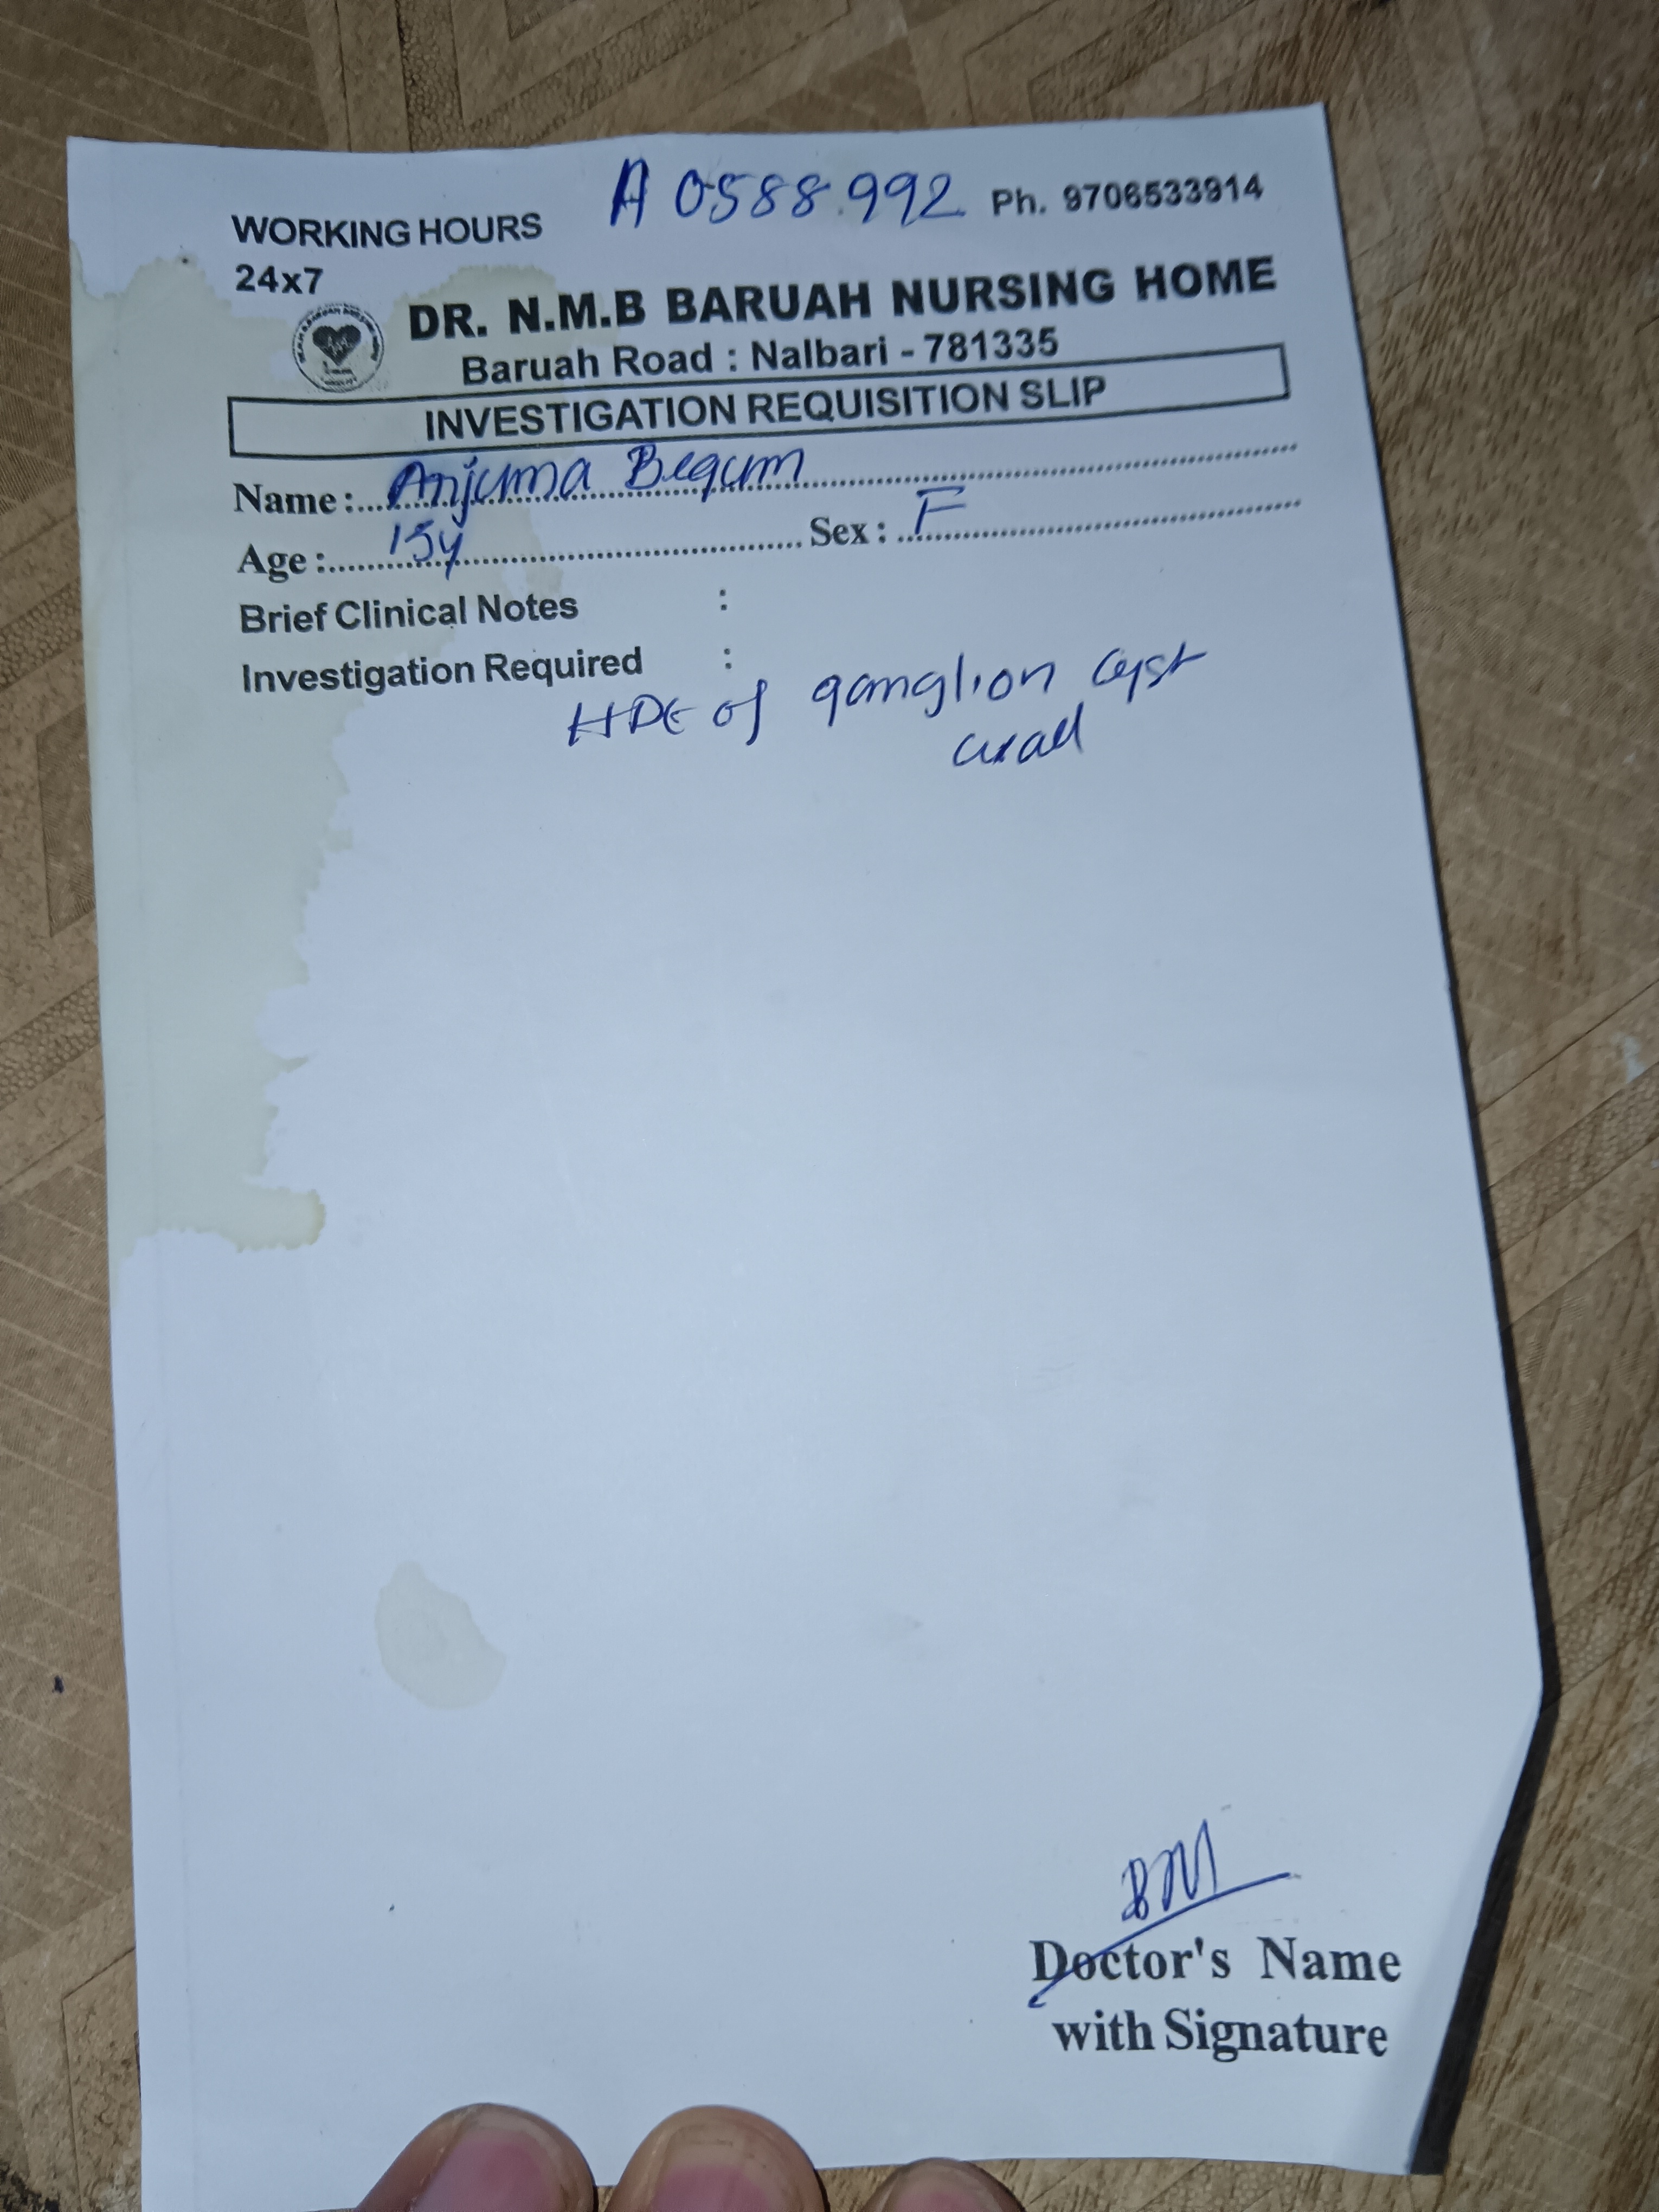 A 0588992 Ph. 9706533914
WORKING HOURS
24x7
DR. N.M.B BARUAH NURSING HOME
Baruah Road : Nalbari - 781335
INVESTIGATION REQUISITION SLIP
Name : Anjuma Begum
Age : 15y Sex : F
Brief Clinical Notes :
Investigation Required :
HPE of ganglion cyst
wall
Doctor's Name
with Signature